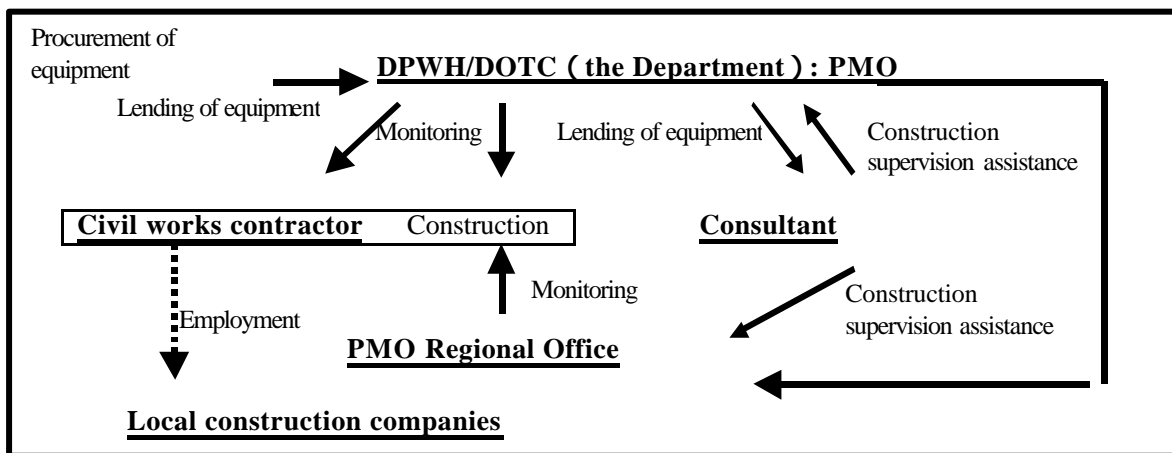 Procurement of
equipment
DPWH/DOTC (the Department): PMO
Lending of equipment
Monitoring
Lending of equipment
Construction
supervision assistance
Civil works contractor
Construction
Consultant
Monitoring
Construction
supervision assistance
Employment
PMO Regional Office
Local construction companies